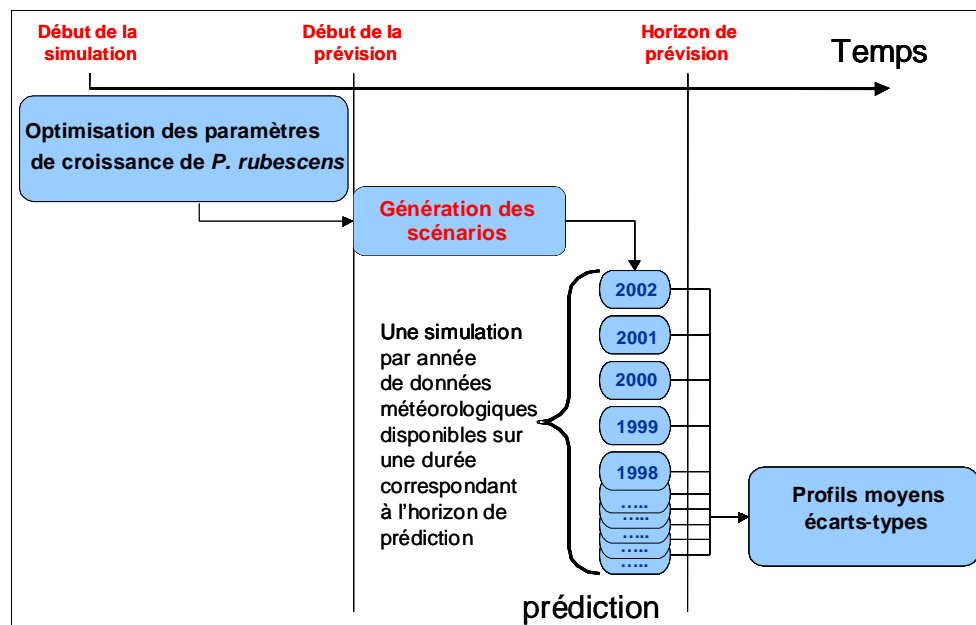 Début de la
simulation
Début de la
prévision
Horizon de
prévision
Temps
Optimisation des paramètres
de croissance de P. rubescens
Génération des
scénarios
2002
2001
2000
1999
1998
.....
.....
.....
.....
.....
Une simulation
par année
de données
météorologiques
disponibles sur
une durée
correspondant
à l'horizon de
prédiction
Profils moyens
écarts-types
prédiction